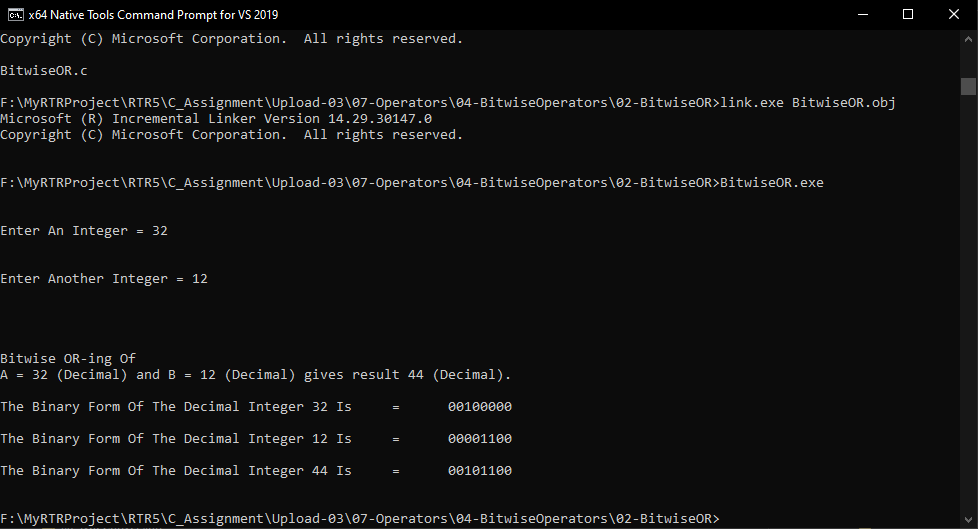 x64 Native Tools Command Prompt for VS 2019
Copyright (C) Microsoft Corporation.  All rights reserved.
BitwiseOR.c
F:\MyRTRProject\RTR5\C_Assignment\Upload-03\07-Operators\04-BitwiseOperators\02-BitwiseOR>link.exe BitwiseOR.obj
Microsoft (R) Incremental Linker Version 14.29.30147.0
Copyright (C) Microsoft Corporation.  All rights reserved.
F:\MyRTRProject\RTR5\C_Assignment\Upload-03\07-Operators\04-BitwiseOperators\02-BitwiseOR>BitwiseOR.exe
Enter An Integer = 32
Enter Another Integer = 12
Bitwise OR-ing Of
A = 32 (Decimal) and B = 12 (Decimal) gives result 44 (Decimal).
The Binary Form Of The Decimal Integer 32 Is     =      00100000
The Binary Form Of The Decimal Integer 12 Is     =      00001100
The Binary Form Of The Decimal Integer 44 Is     =      00101100
F:\MyRTRProject\RTR5\C_Assignment\Upload-03\07-Operators\04-BitwiseOperators\02-BitwiseOR>